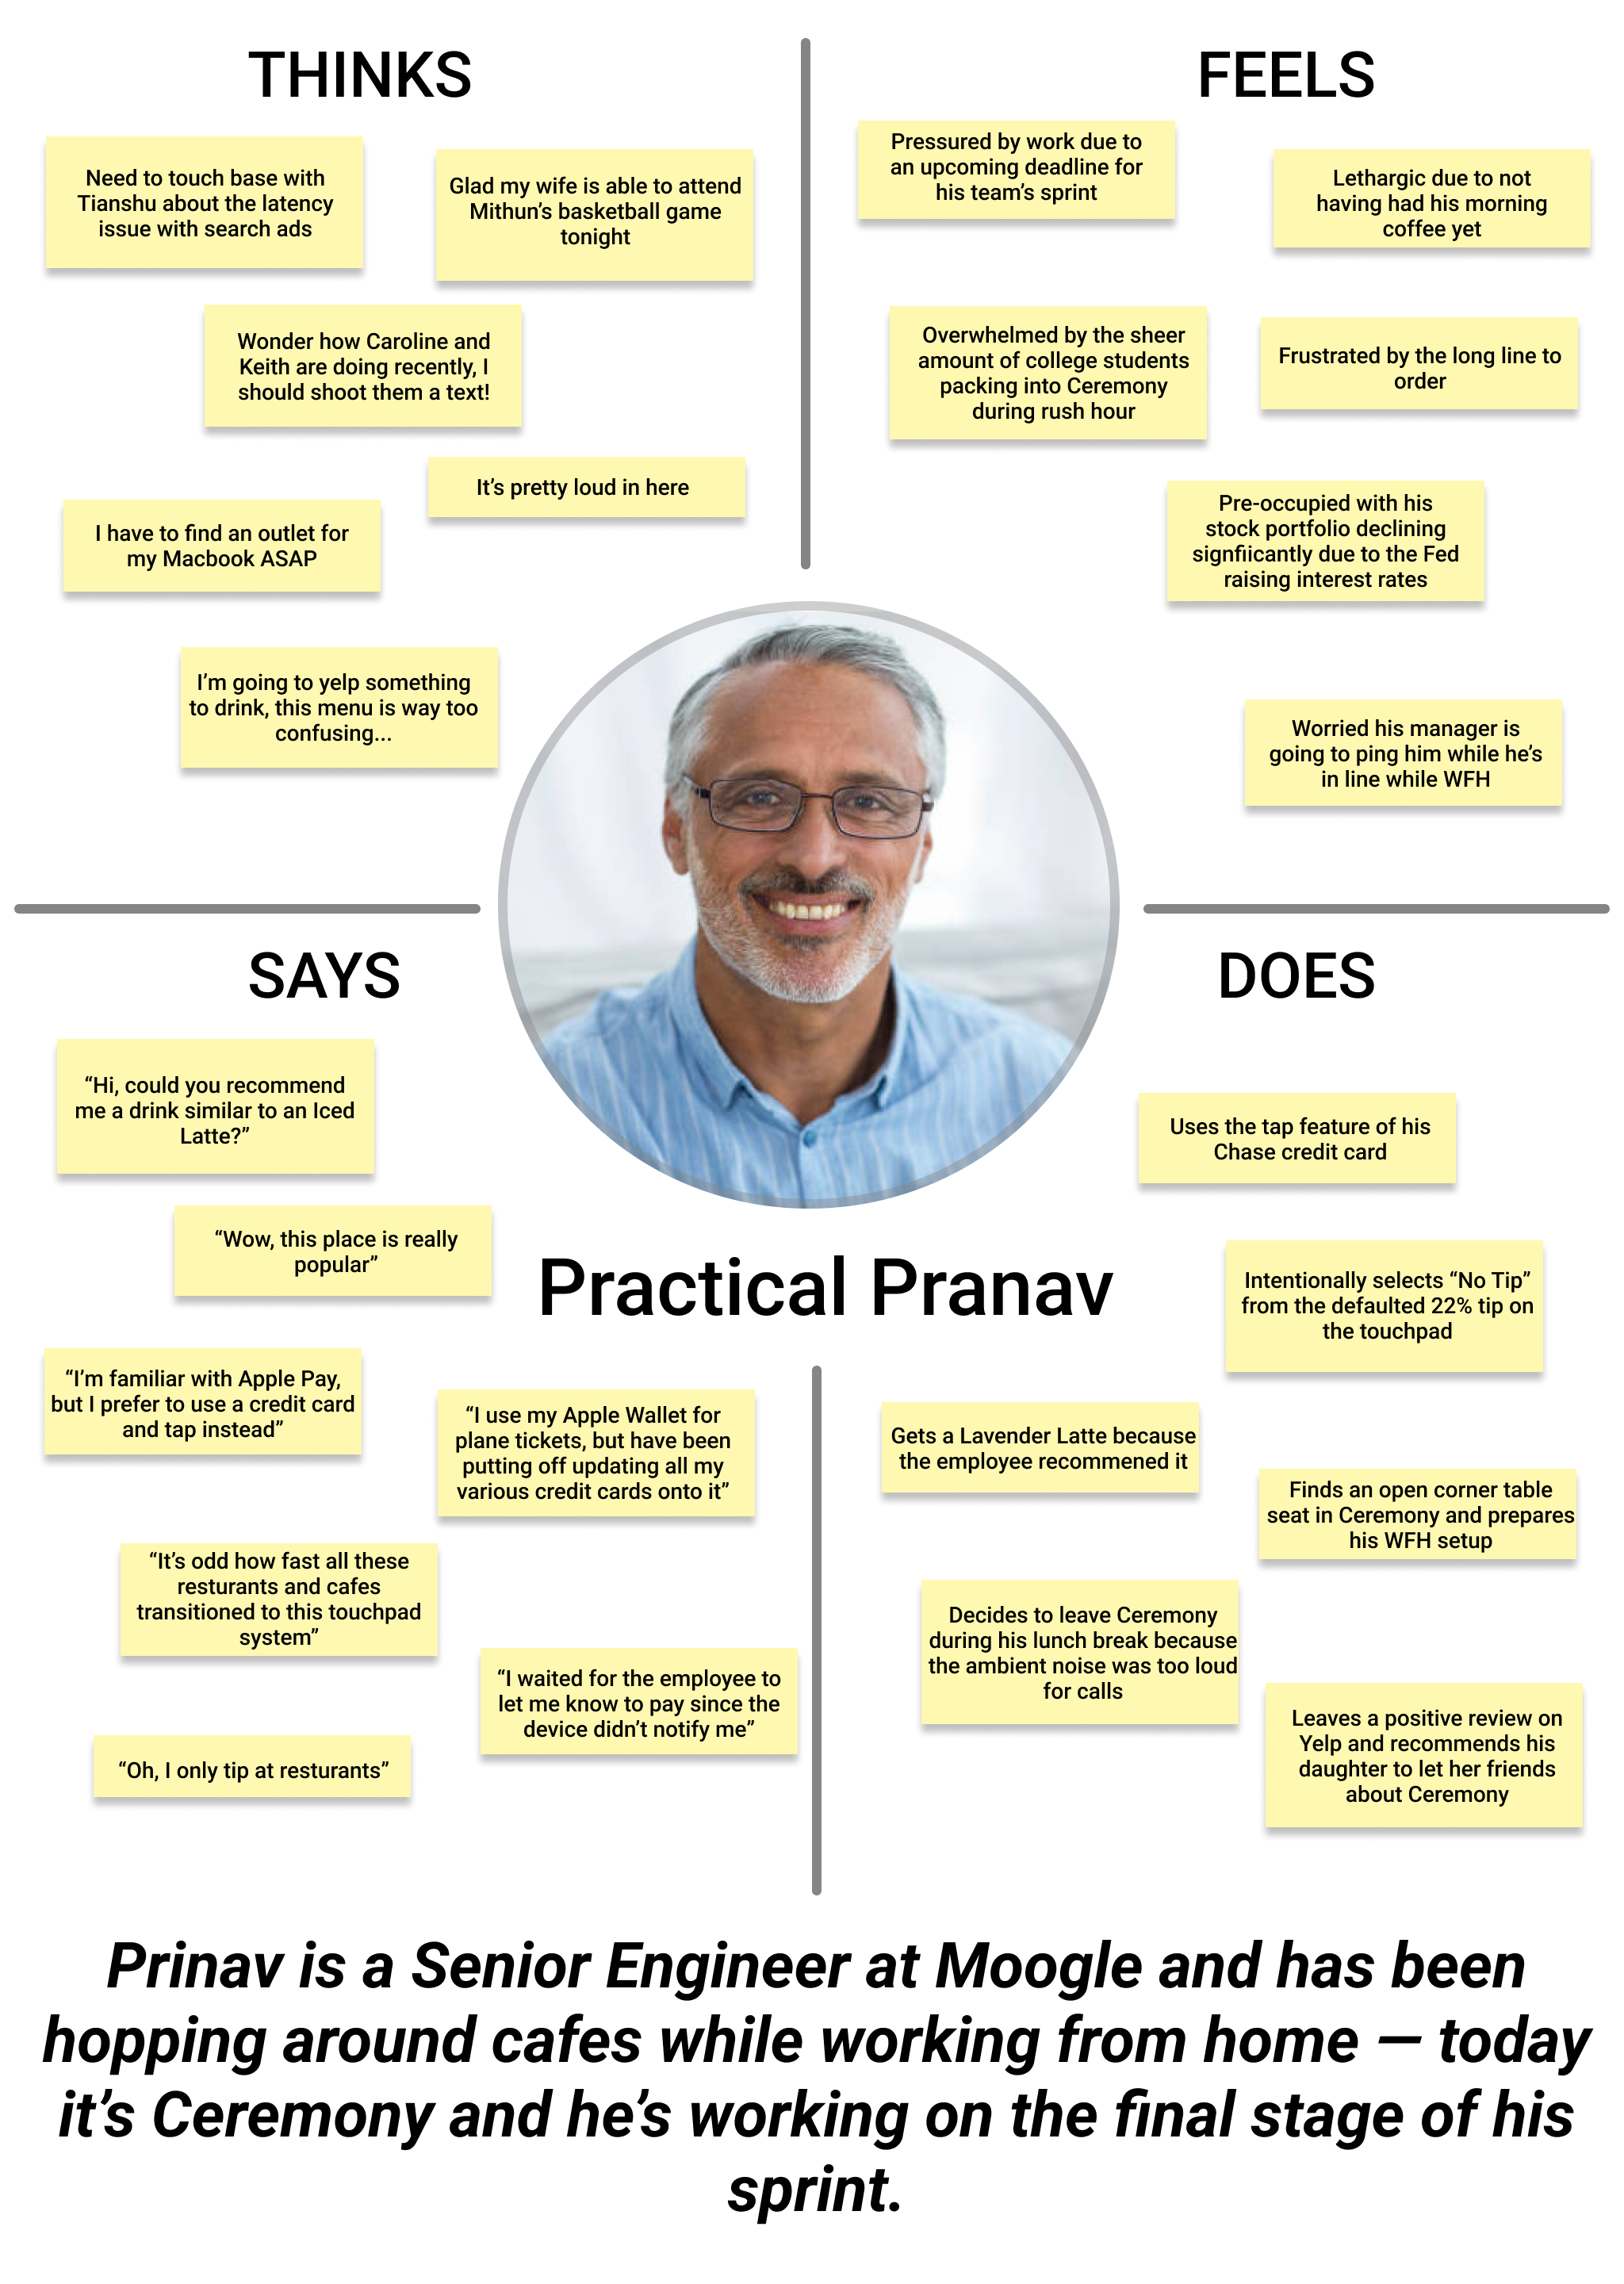 THINKS
Need to touch base with
Tianshu about the latency
issue with search ads
Glad my wife is able to attend
Mithun's basketball game
tonight
Wonder how Caroline and
Keith are doing recently, I
should shoot them a text!
It's pretty loud in here
I have to find an outlet for
my Macbook ASAP
I'm going to yelp something
to drink, this menu is way too
confusing...
FEELS
Pressured by work due to
an upcoming deadline for
his team's sprint
Lethargic due to not
having had his morning
coffee yet
Overwhelmed by the sheer
amount of college students
packing into Ceremony
during rush hour
Frustrated by the long line to
order
Pre-occupied with his
stock portfolio declining
signfiicantly due to the Fed
raising interest rates
Worried his manager is
going to ping him while he's
in line while WFH
SAYS
“Hi, could you recommend
me a drink similar to an Iced
Latte?”
“Wow, this place is really
popular”
“I'm familiar with Apple Pay,
but I prefer to use a credit card
and tap instead”
“I use my Apple Wallet for
plane tickets, but have been
putting off updating all my
various credit cards onto it”
“It's odd how fast all these
resturants and cafes
transitioned to this touchpad
system”
“I waited for the employee to
let me know to pay since the
device didn't notify me”
“Oh, I only tip at resturants”
DOES
Uses the tap feature of his
Chase credit card
Intentionally selects “No Tip”
from the defaulted 22% tip on
the touchpad
Gets a Lavender Latte because
the employee recommened it
Finds an open corner table
seat in Ceremony and prepares
his WFH setup
Decides to leave Ceremony
during his lunch break because
the ambient noise was too loud
for calls
Leaves a positive review on
Yelp and recommends his
daughter to let her friends
about Ceremony
Practical Pranav
Prinav is a Senior Engineer at Moogle and has been
hopping around cafes while working from home — today
it's Ceremony and he's working on the final stage of his
sprint.